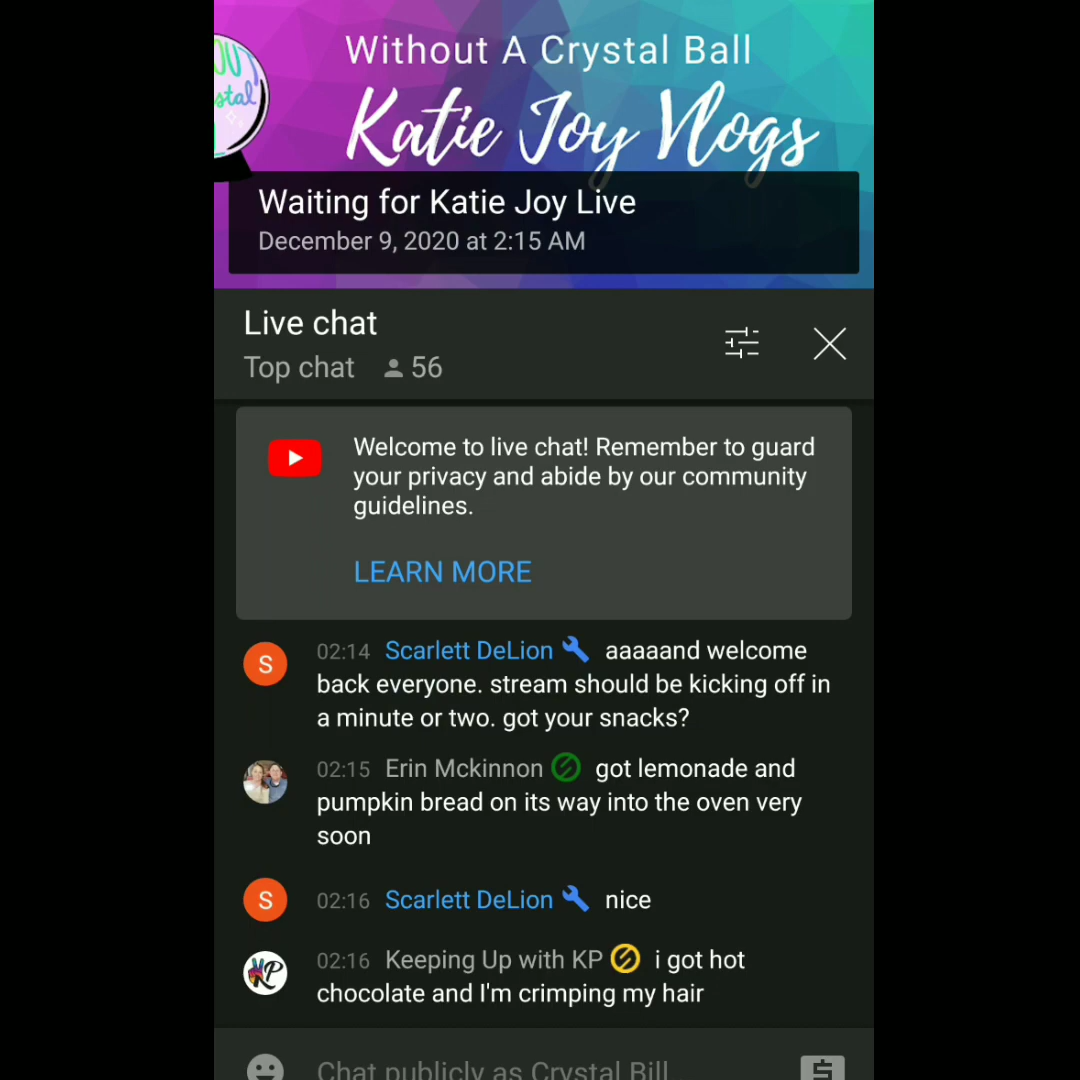 OUT
stal
Without A Crystal Ball
Katie Joy Vlogs
Waiting for Katie Joy Live
December 9, 2020 at 2:15 AM
Live chat
Top chat 56
Welcome to live chat! Remember to guard
your privacy and abide by our community
guidelines.
LEARN MORE
S 02:14 Scarlett DeLion aaaaand welcome
back everyone. stream should be kicking off in
a minute or two. got your snacks?
02:15 Erin Mckinnon got lemonade and
pumpkin bread on its way into the oven very
soon
S 02:16 Scarlett DeLion nice
KP 02:16 Keeping Up with KP i got hot
chocolate and I'm crimping my hair
Chat publicly as Crystal Bill... $